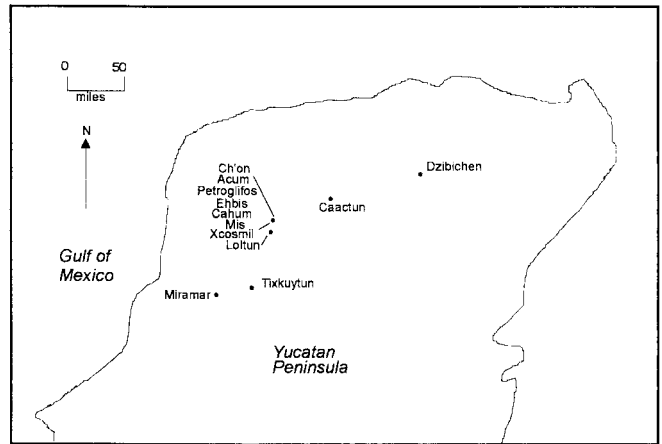 0 50
miles
N
Ch'on
Acum
Petroglifos
Ehbis
Cahum
Mis
Xcosmil
Loltun
Caactun
Dzibichen
Gulf of
Mexico
Miramar
Tixkuytun
Yucatan
Peninsula